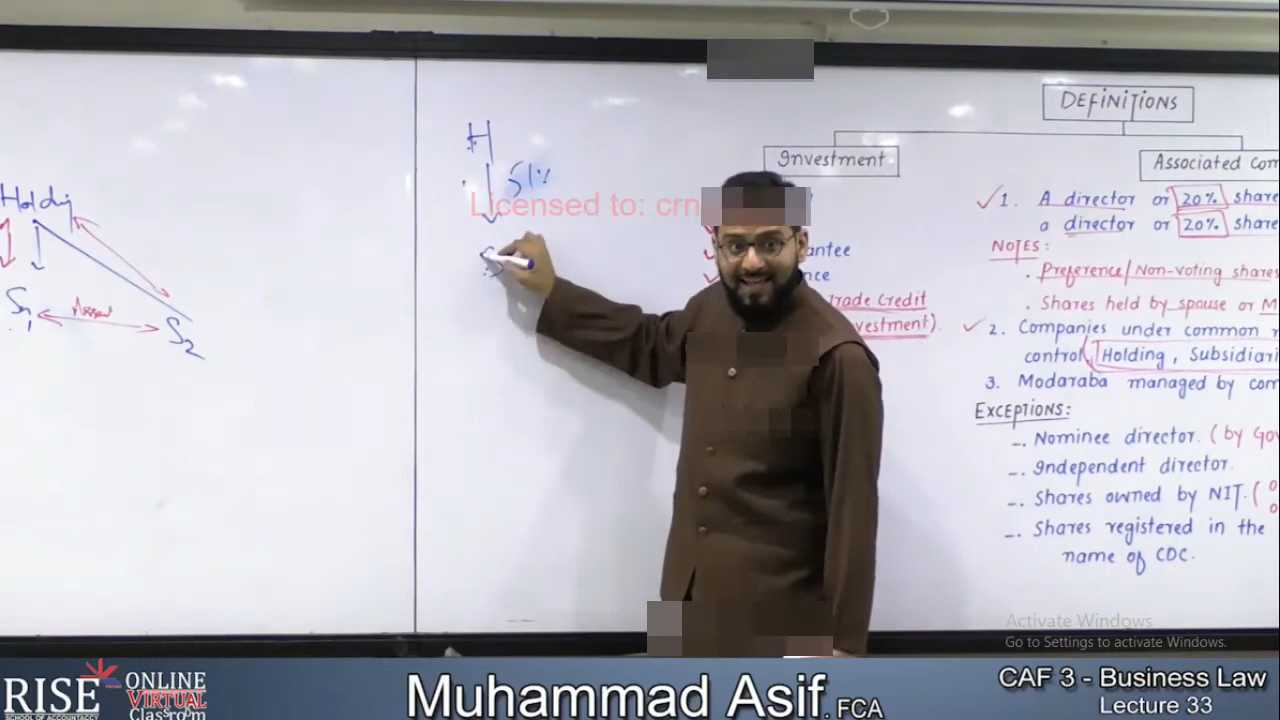 DEFINITIONS
Investment
Associated Com
1. A director or 20% share
a director or 20% share
NOTES:
. Preference/Non-voting shares
. Shares held by spouse or M
2. Companies under common
control (Holding, Subsidiari
3. Modaraba managed by com
EXCEPTIONS:
-. Nominee director. (by Gov
-. Independent director.
-. Shares owned by NIT. (
-. Shares registered in the
name of CDC.
antee
nce
rade Credit
vestment).
H
51%
S
Holding
S1
Assoc
S2
Licensed to: crn
Activate Windows
Go to Settings to activate Windows.
RISE
SCHOOL OF ACCOUNTANCY
ONLINE
VIRTUAL
Classroom
Muhammad Asif. FCA
CAF 3 - Business Law
Lecture 33